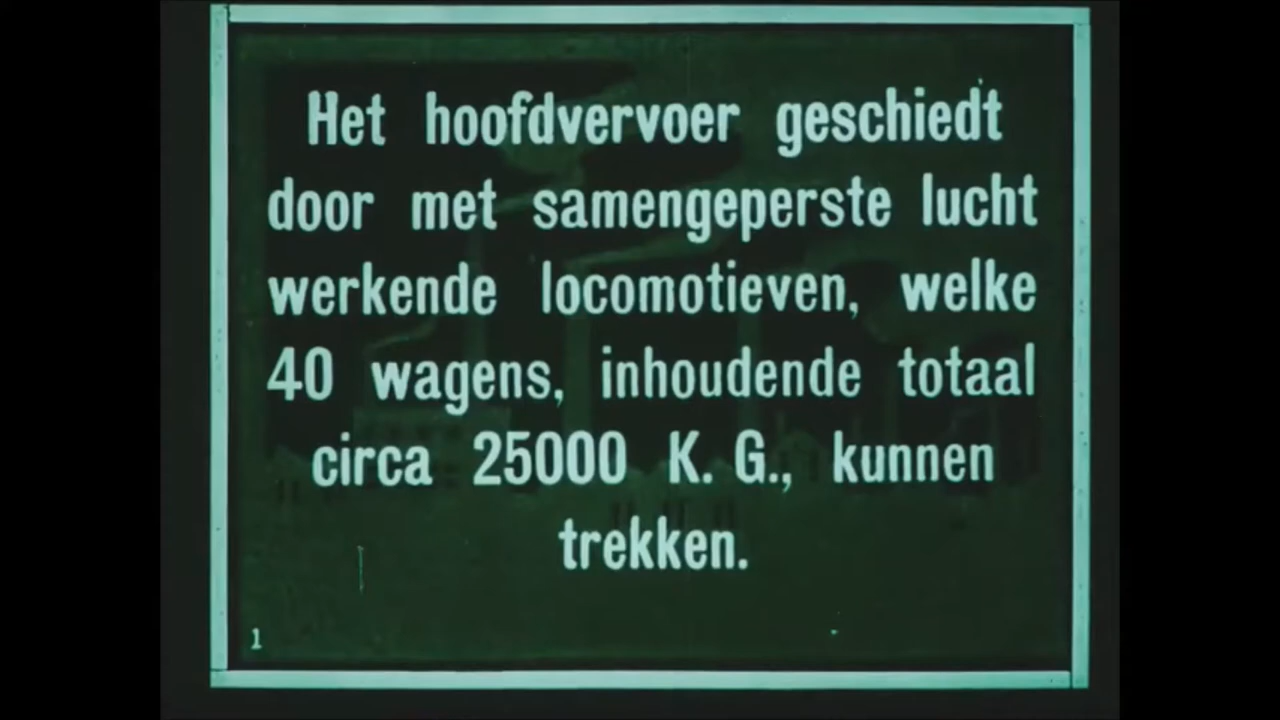 Het hoofdvervoer geschiedt
door met samengeperste lucht
werkende locomotieven, welke
40 wagens, inhoudende totaal
circa 25000 K. G., kunnen
trekken.
1